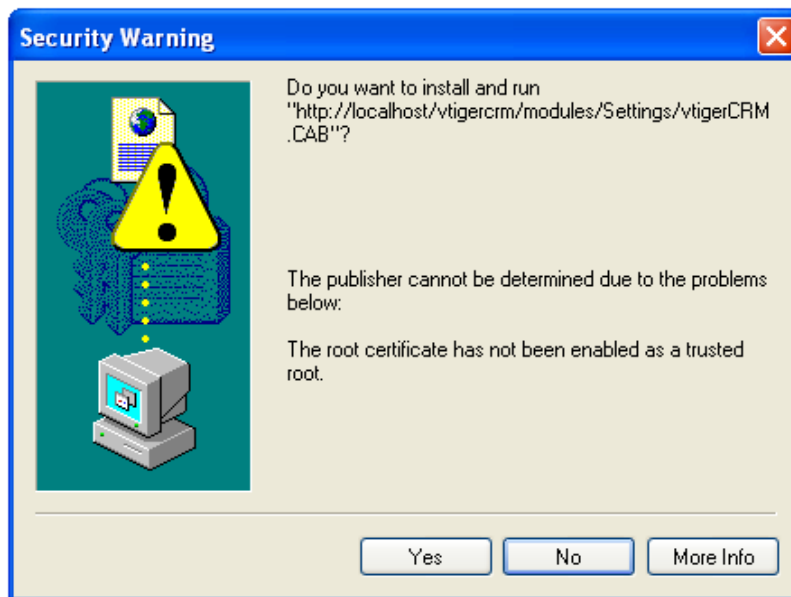 Security Warning
Do you want to install and run
"http://localhost/vtigercrm/modules/Settings/vtigerCRM
.CAB"?
The publisher cannot be determined due to the problems
below:
The root certificate has not been enabled as a trusted
root.
Yes
No
More Info